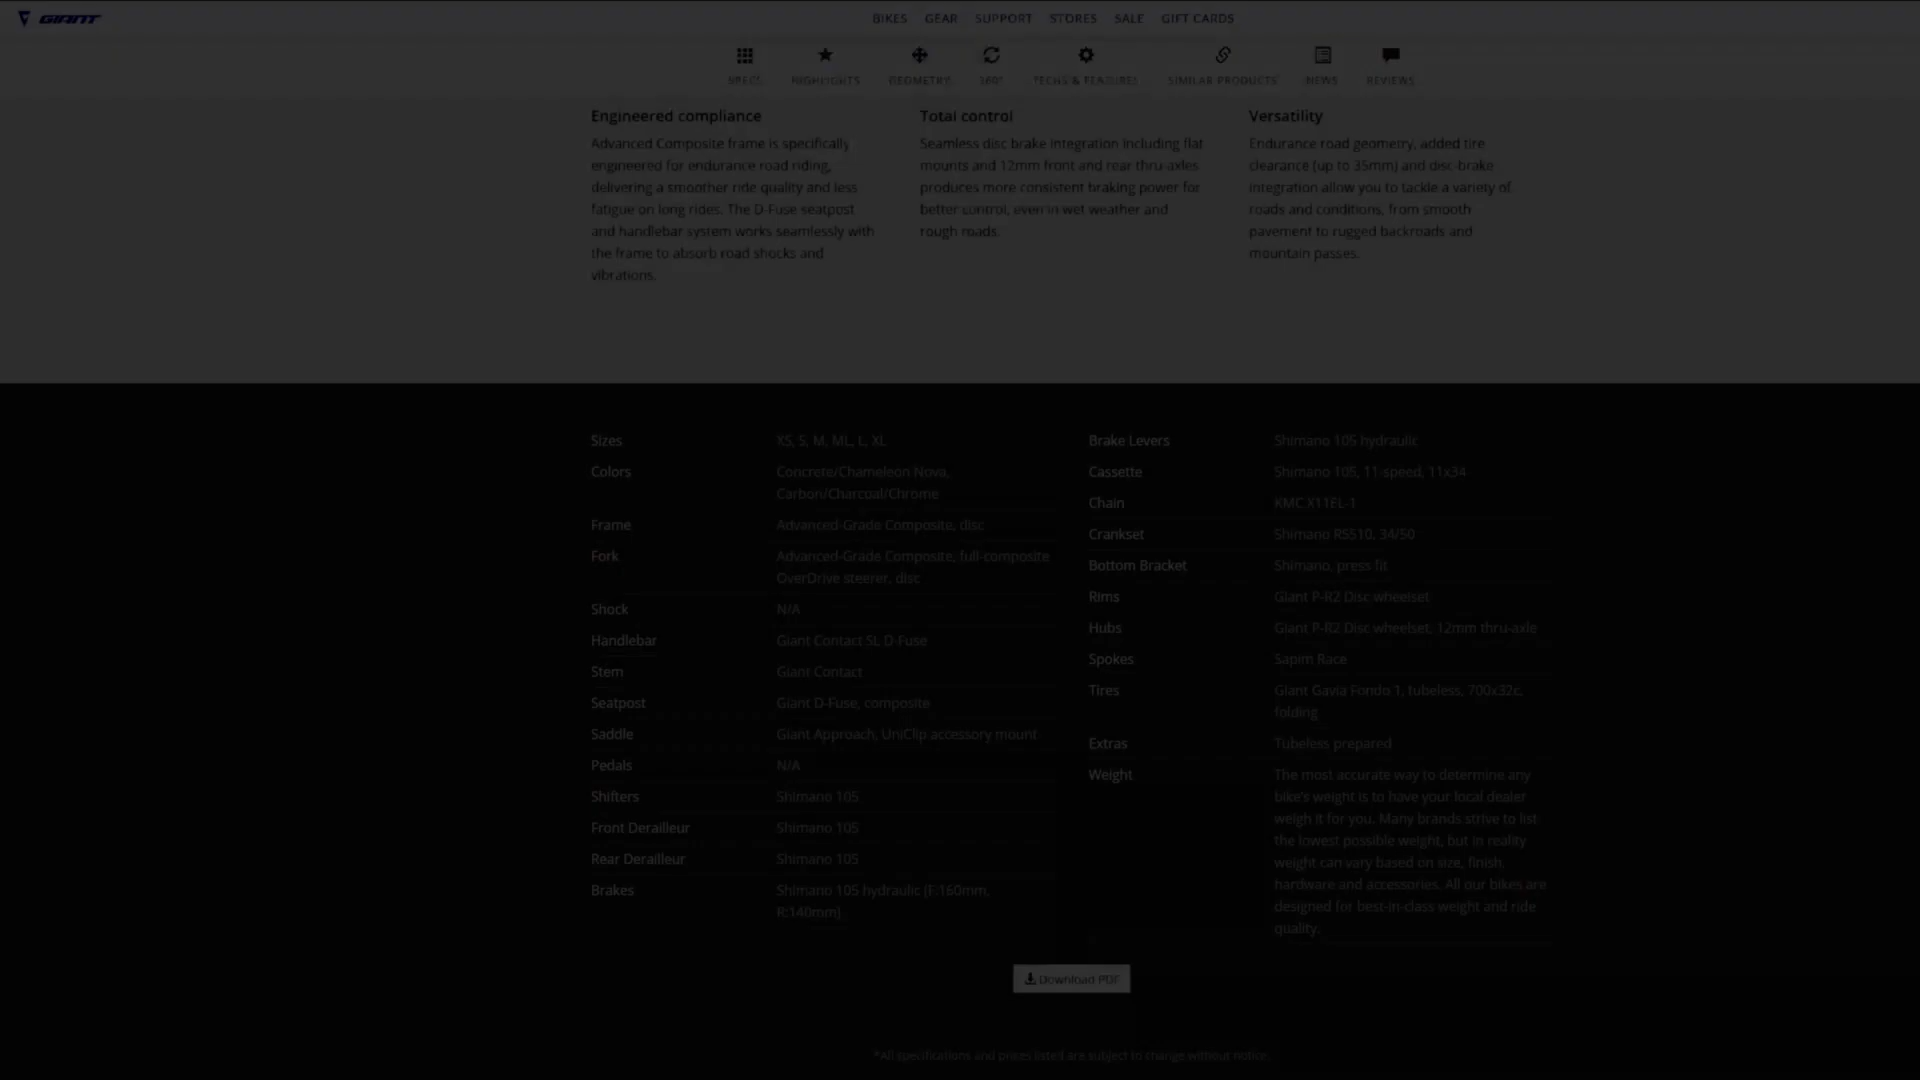 GIANT
BIKES GEAR SUPPORT STORES SALE GIFT CARDS
SPECS HIGHLIGHTS GEOMETRY 360° TECHS & FEATURES SIMILAR PRODUCTS NEWS REVIEWS
Engineered compliance
Advanced Composite frame is specifically
engineered for endurance road riding,
delivering a smoother ride quality and less
fatigue on long rides. The D-Fuse seatpost
and handlebar system works seamlessly with
the frame to absorb road shocks and
vibrations.
Total control
Seamless disc brake integration including flat
mounts and 12mm front and rear thru-axles
produces more consistent braking power for
better control, even in wet weather and
rough roads.
Versatility
Endurance road geometry, added tire
clearance (up to 35mm) and disc-brake
integration allow you to tackle a variety of
roads and conditions, from smooth
pavement to rugged backroads and
mountain passes.
Sizes XS, S, M, ML, L, XL
Colors Concrete/Chameleon Nova,
Carbon/Charcoal/Chrome
Frame Advanced-Grade Composite, disc
Fork Advanced-Grade Composite, full-composite
OverDrive steerer, disc
Shock N/A
Handlebar Giant Contact SL D-Fuse
Stem Giant Contact
Seatpost Giant D-Fuse, composite
Saddle Giant Approach, UniClip accessory mount
Pedals N/A
Shifters Shimano 105
Front Derailleur Shimano 105
Rear Derailleur Shimano 105
Brakes Shimano 105 hydraulic [F:160mm,
R:140mm]
Brake Levers Shimano 105 hydraulic
Cassette Shimano 105, 11-speed, 11x34
Chain KMC X11EL-1
Crankset Shimano RS510, 34/50
Bottom Bracket Shimano, press fit
Rims Giant P-R2 Disc wheelset
Hubs Giant P-R2 Disc wheelset, 12mm thru-axle
Spokes Sapim Race
Tires Giant Gavia Fondo 1, tubeless, 700x32c,
folding
Extras Tubeless prepared
Weight The most accurate way to determine any
bike's weight is to have your local dealer
weigh it for you. Many brands strive to list
the lowest possible weight, but in reality
weight can vary based on size, finish,
hardware and accessories. All our bikes are
designed for best-in-class weight and ride
quality.
Download PDF
*All specifications and prices listed are subject to change without notice.